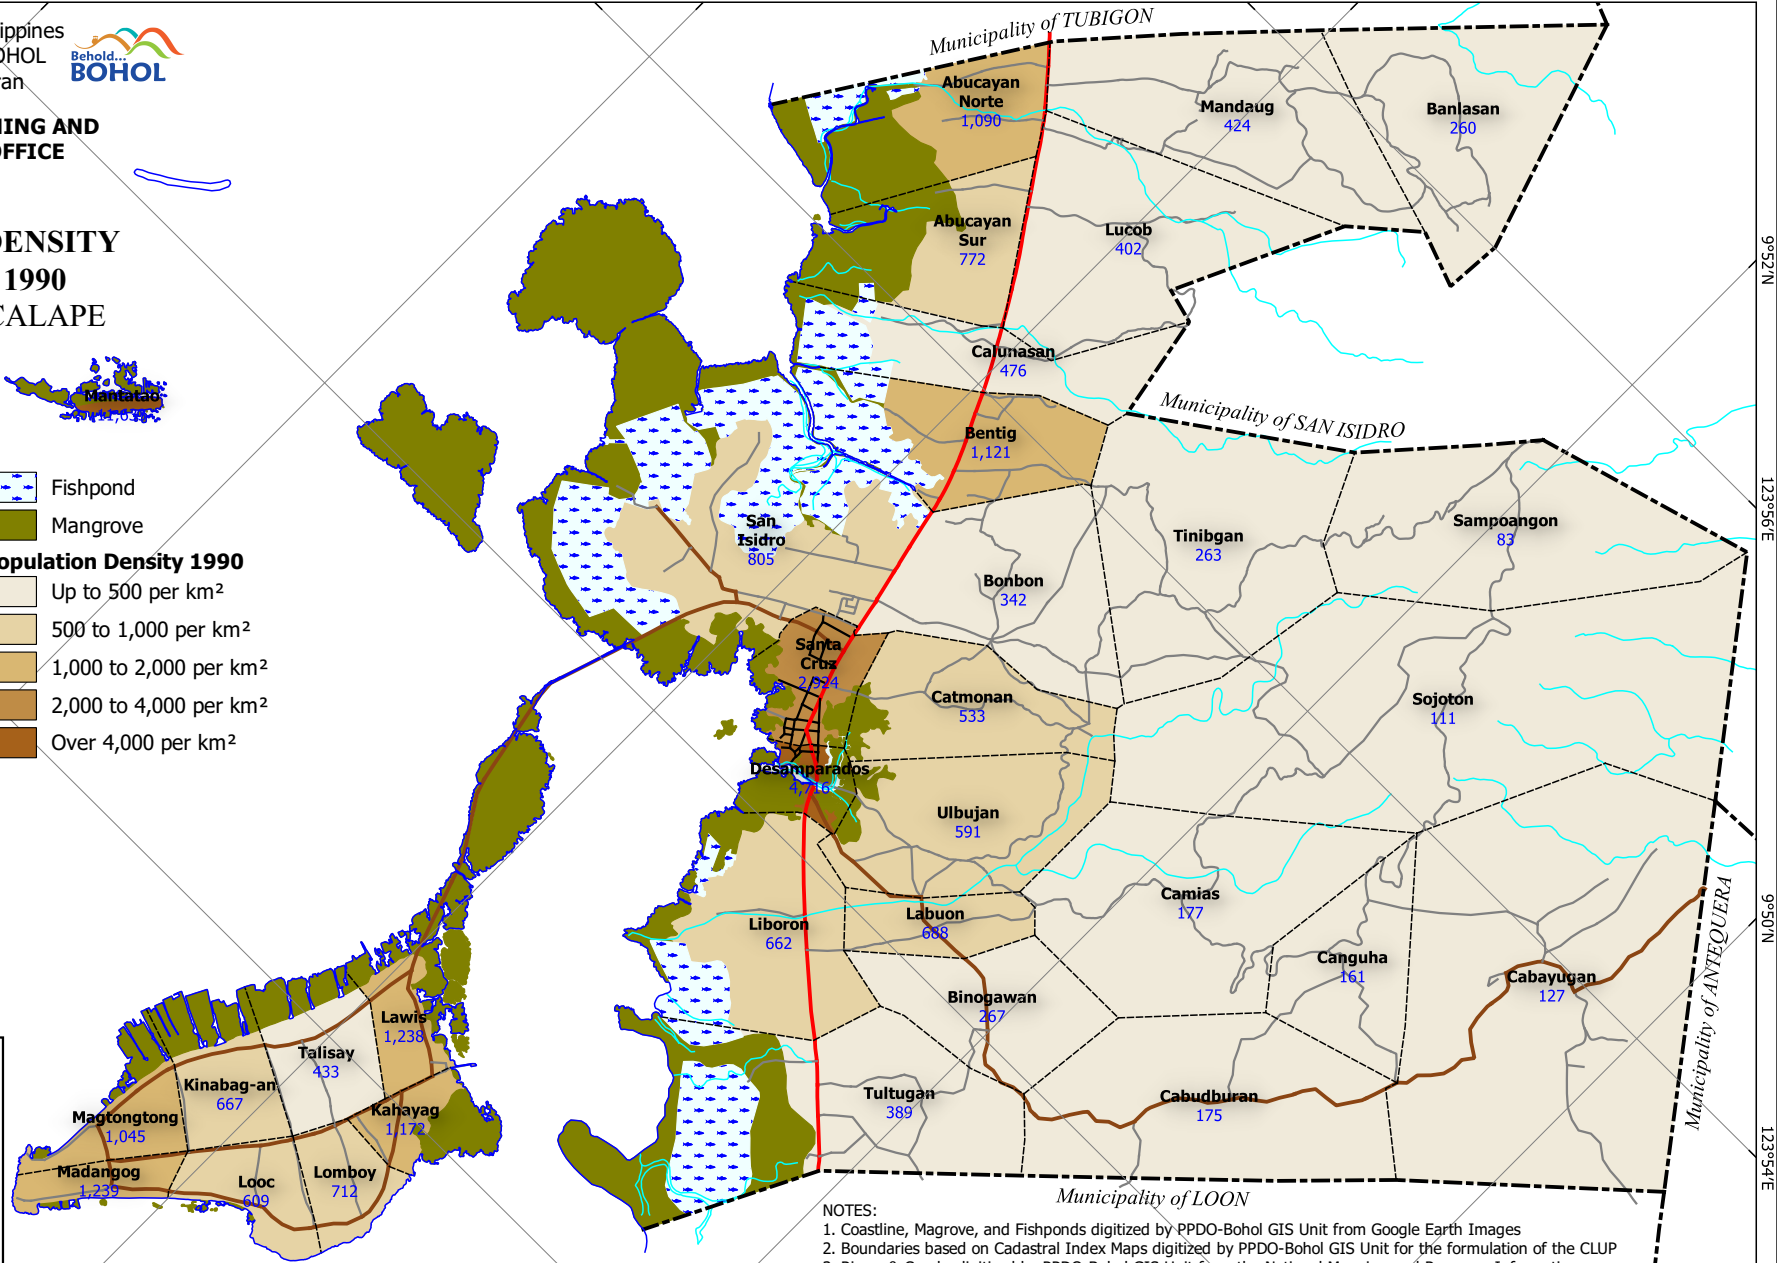 ippines
OHOL
an
Behold...
BOHOL
ING AND
FFICE
DENSITY
1990
CALAPE
Mantatao
Fishpond
Mangrove
opulation Density 1990
Up to 500 per km²
500 to 1,000 per km²
1,000 to 2,000 per km²
2,000 to 4,000 per km²
Over 4,000 per km²
Municipality of TUBIGON
Abucayan
Norte
1,090
Mandaug
424
Banlasan
260
Abucayan
Sur
772
Lucob
402
Calunasan
476
Municipality of SAN ISIDRO
Bentig
1,121
San
Isidro
805
Tinibgan
263
Sampoangon
83
Bonbon
342
Santa
Cruz
2,924
Catmonan
533
Sojoton
111
Desamparados
4,716
Ulbujan
591
Camias
177
Liboron
662
Labuon
688
Canguha
161
Cabayugan
127
Binogawan
267
Lawis
1,238
Talisay
433
Kinabag-an
667
Magtongtong
1,045
Kahayag
1,172
Tultugan
389
Cabudburan
175
Madangog
1,239
Looc
609
Lomboy
712
Municipality of LOON
Municipality of ANTEQUERA
9°52'N
123°56'E
9°50'N
123°54'E
NOTES:
1. Coastline, Magrove, and Fishponds digitized by PPDO-Bohol GIS Unit from Google Earth Images
2. Boundaries based on Cadastral Index Maps digitized by PPDO-Bohol GIS Unit for the formulation of the CLUP